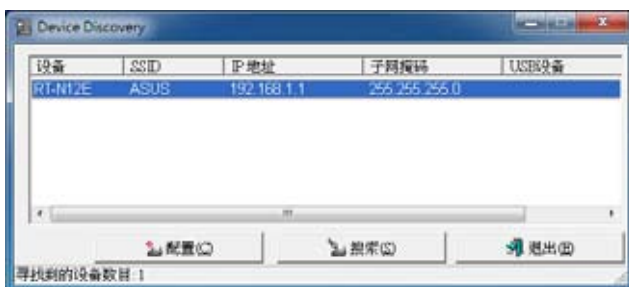 Device Discovery
设备 SSID IP 地址 子网掩码 USB设备
RT-N12E ASUS 192.168.1.1 255.255.255.0
配置(C) 搜索(S) 退出(E)
寻找到的设备数目:1